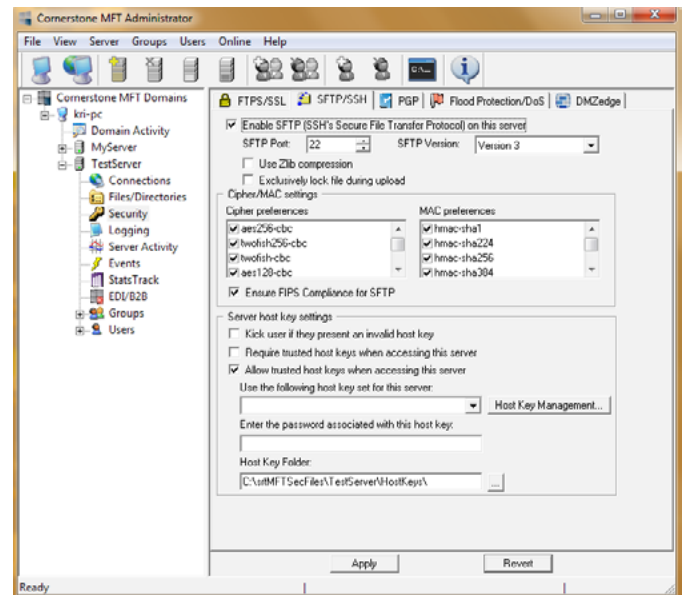 Cornerstone MFT Administrator
File View Server Groups Users Online Help
Cornerstone MFT Domains
kri-pc
Domain Activity
MyServer
TestServer
Connections
Files/Directories
Security
Logging
Server Activity
Events
StatsTrack
EDI/B2B
Groups
Users
FTPS/SSL SFTP/SSH PGP Flood Protection/DoS DMZedge
Enable SFTP (SSH's Secure File Transfer Protocol) on this server
SFTP Port: 22 SFTP Version: Version 3
Use Zlib compression
Exclusively lock file during upload
Cipher/MAC settings
Cipher preferences MAC preferences
aes256-cbc hmac-sha1
twofish256-cbc hmac-sha224
twofish-cbc hmac-sha256
aes128-cbc hmac-sha384
Ensure FIPS Compliance for SFTP
Server host key settings
Kick user if they present an invalid host key
Require trusted host keys when accessing this server
Allow trusted host keys when accessing this server
Use the following host key set for this server:
Host Key Management...
Enter the password associated with this host key:
Host Key Folder:
C:\srtMFTSecFiles\TestServer\HostKeys\
...
Apply Revert
Ready